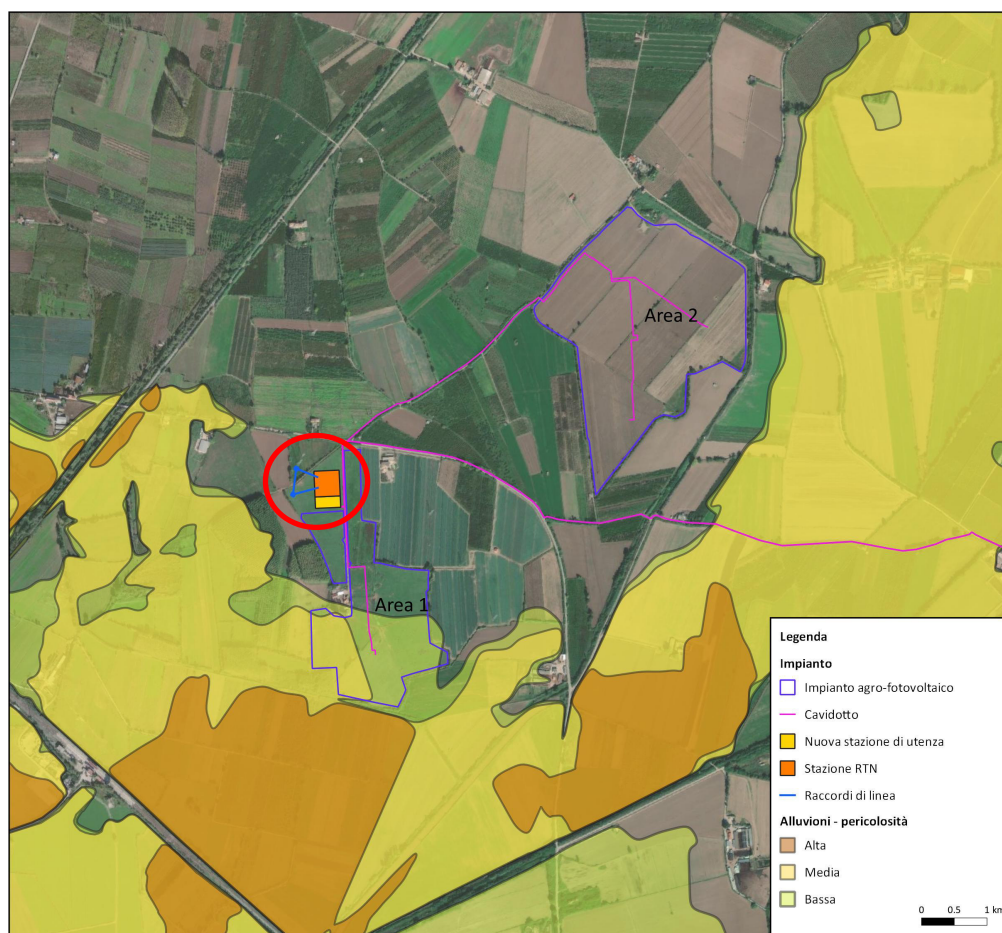 Area 2
Area 1
Legenda
Impianto
Impianto agro-fotovoltaico
Cavidotto
Nuova stazione di utenza
Stazione RTN
Raccordi di linea
Alluvioni - pericolosità
Alta
Media
Bassa
0 0.5 1 km